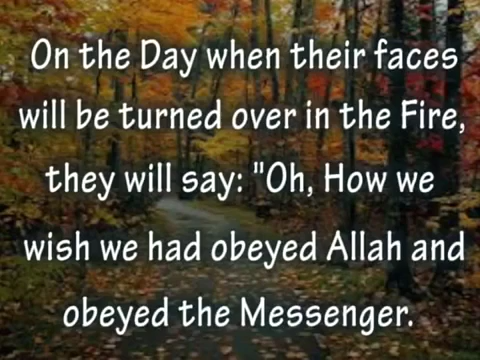 On the Day when their faces
will be turned over in the Fire,
they will say: "Oh, How we
wish we had obeyed Allah and
obeyed the Messenger.